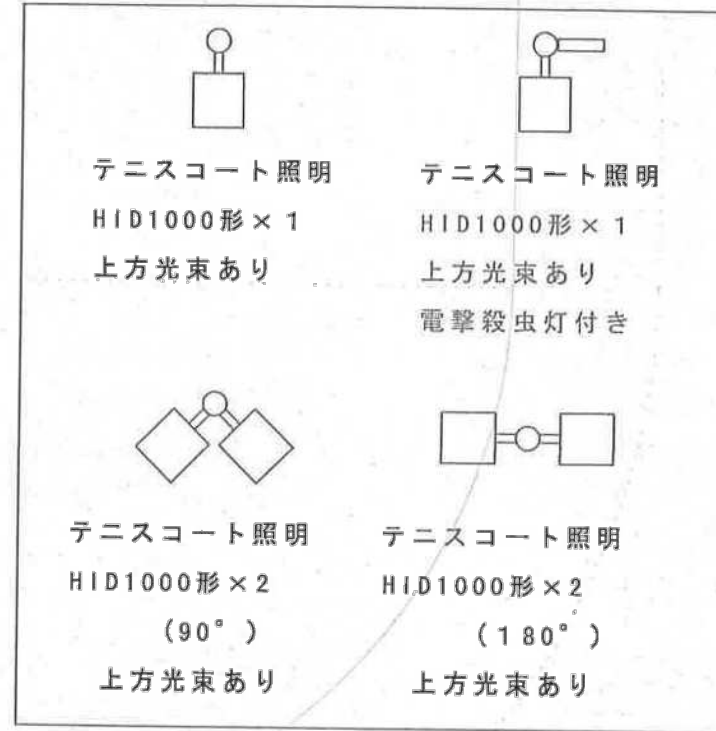 テニスコート照明
HID1000形×1
上方光束あり
テニスコート照明
HID1000形×1
上方光束あり
電撃殺虫灯付き
テニスコート照明
HID1000形×2
(90°)
上方光束あり
テニスコート照明
HID1000形×2
(180°)
上方光束あり